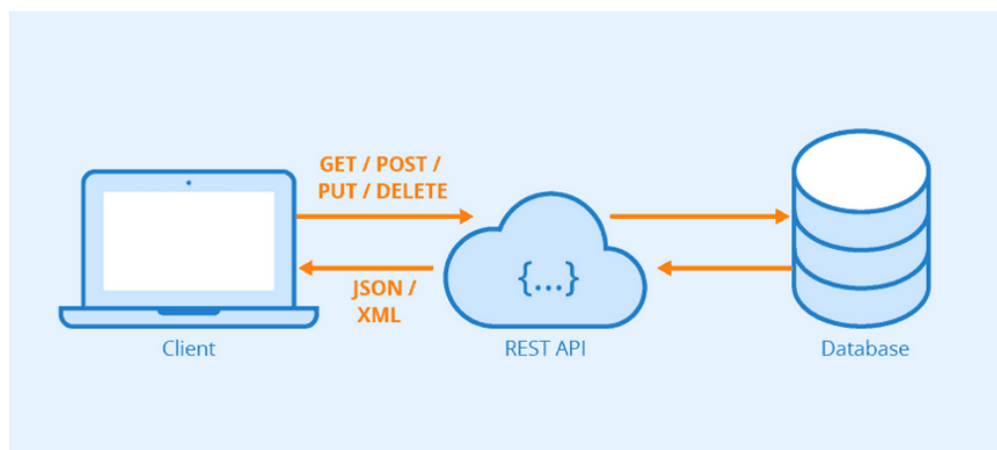 GET / POST /
PUT / DELETE
{...}
JSON /
XML
Client
REST API
Database